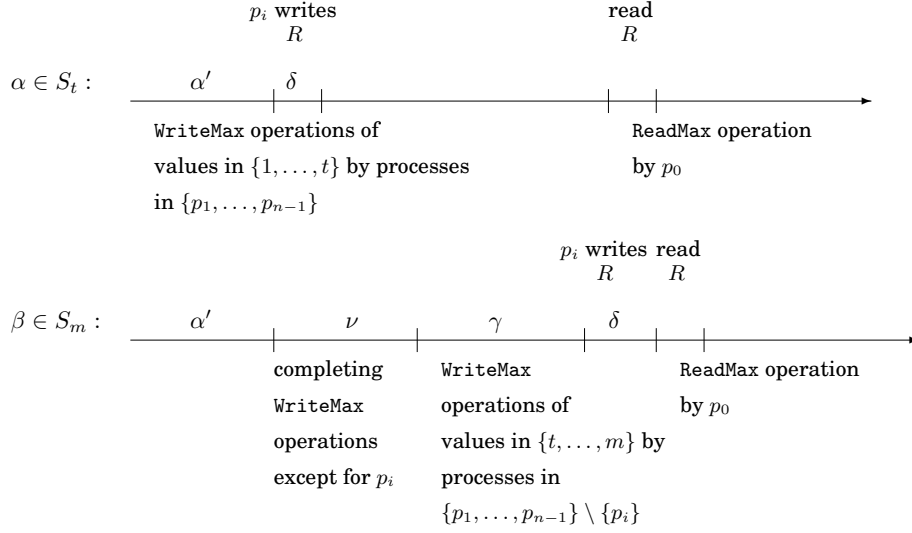 p_i writes read
R R
α ∈ S_t : α′ δ
WriteMax operations of ReadMax operation
values in {1, . . . , t} by processes by p_0
in {p_1, . . . , p_{n−1}}
p_i writes read
R R
β ∈ S_m : α′ ν γ δ
completing WriteMax ReadMax operation
WriteMax operations of by p_0
operations values in {t, . . . , m} by
except for p_i processes in
{p_1, . . . , p_{n−1}} \ {p_i}